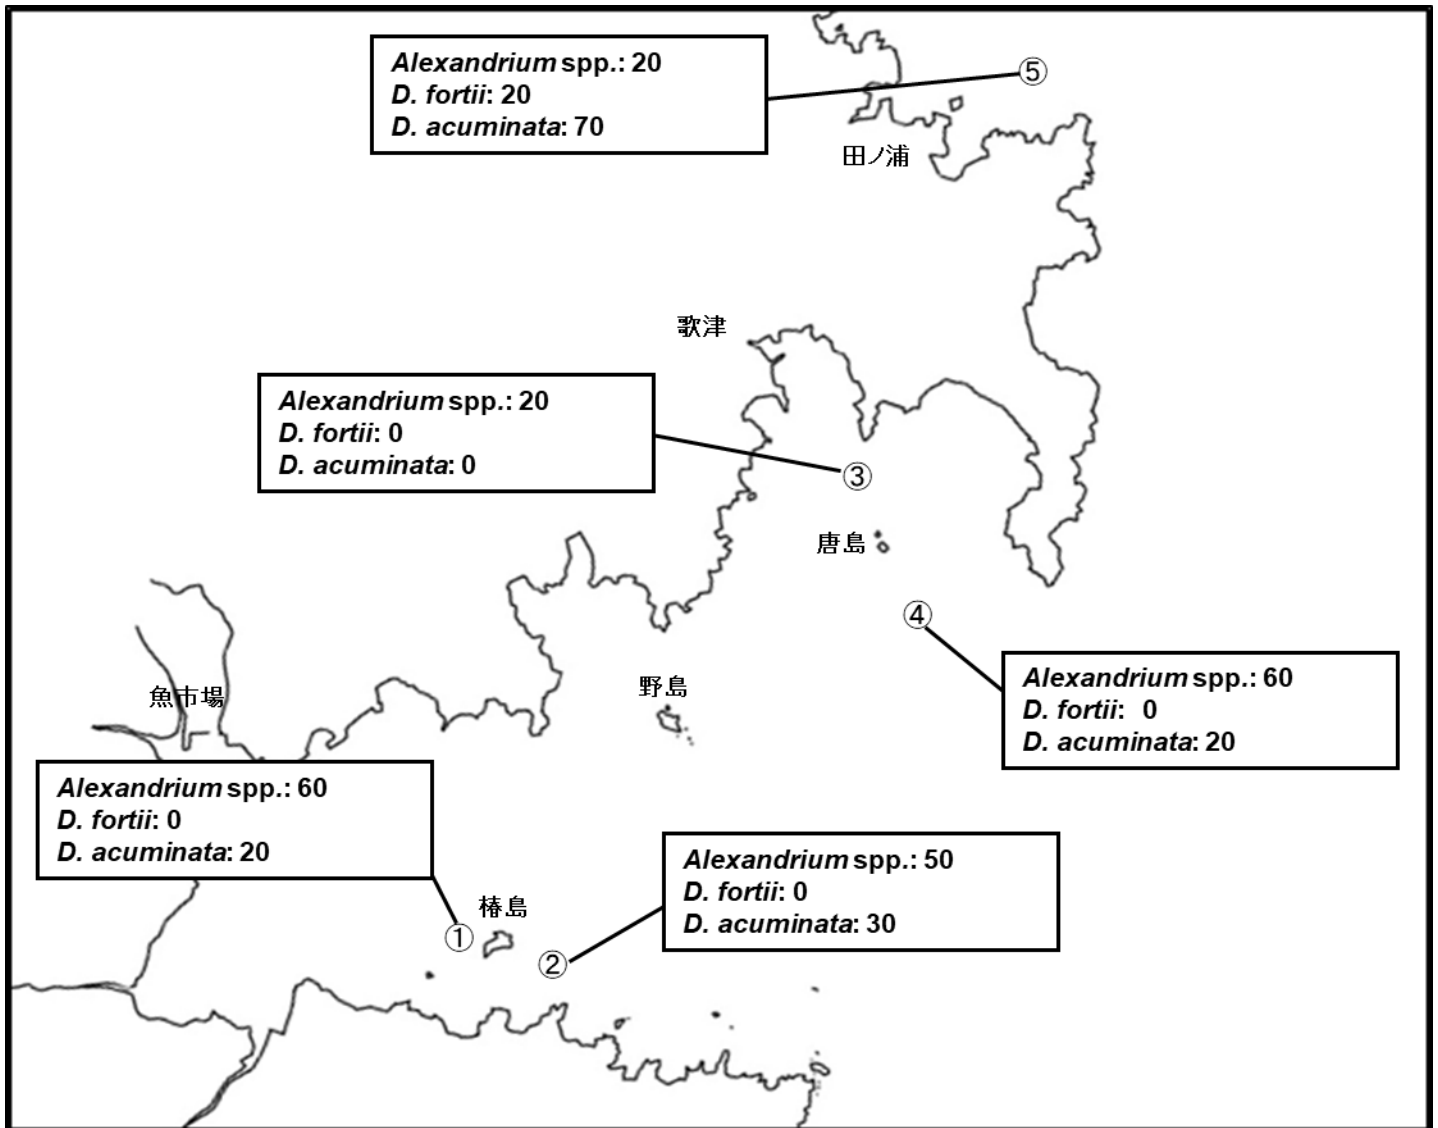 Alexandrium spp.: 20
D. fortii: 20
D. acuminata: 70
⑤
田ノ浦
歌津
Alexandrium spp.: 20
D. fortii: 0
D. acuminata: 0
③
唐島
④
Alexandrium spp.: 60
D. fortii: 0
D. acuminata: 20
野島
魚市場
Alexandrium spp.: 60
D. fortii: 0
D. acuminata: 20
Alexandrium spp.: 50
D. fortii: 0
D. acuminata: 30
椿島
①
②